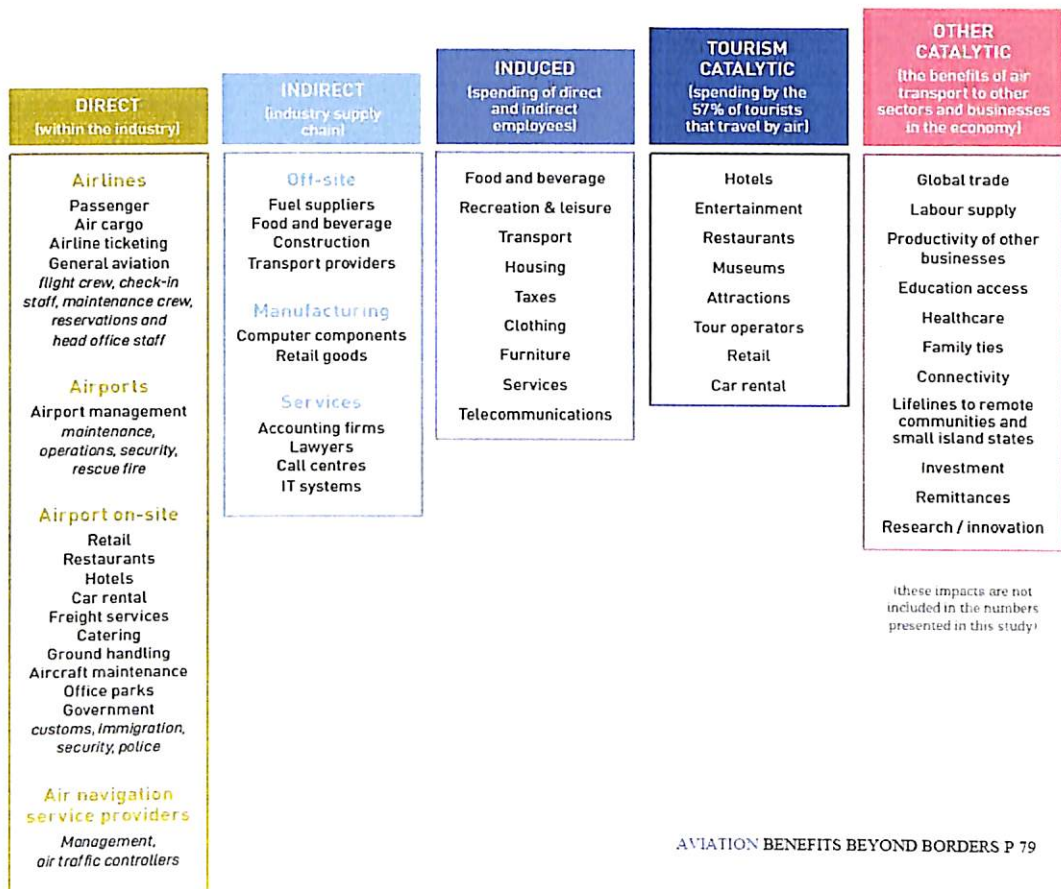 DIRECT
(within the industry)
Airlines
Passenger
Air cargo
Airline ticketing
General aviation
flight crew, check-in
staff, maintenance crew,
reservations and
head office staff
Airports
Airport management
maintenance,
operations, security,
rescue fire
Airport on-site
Retail
Restaurants
Hotels
Car rental
Freight services
Catering
Ground handling
Aircraft maintenance
Office parks
Government
customs, immigration,
security, police
Air navigation
service providers
Management,
air traffic controllers
INDIRECT
(industry supply
chain)
Off-site
Fuel suppliers
Food and beverage
Construction
Transport providers
Manufacturing
Computer components
Retail goods
Services
Accounting firms
Lawyers
Call centres
IT systems
INDUCED
(spending of direct
and indirect
employees)
Food and beverage
Recreation & leisure
Transport
Housing
Taxes
Clothing
Furniture
Services
Telecommunications
TOURISM
CATALYTIC
(spending by the
57% of tourists
that travel by air)
Hotels
Entertainment
Restaurants
Museums
Attractions
Tour operators
Retail
Car rental
OTHER
CATALYTIC
(the benefits of air
transport to other
sectors and businesses
in the economy)
Global trade
Labour supply
Productivity of other
businesses
Education access
Healthcare
Family ties
Connectivity
Lifelines to remote
communities and
small island states
Investment
Remittances
Research / innovation
(these impacts are not
included in the numbers
presented in this study)
AVIATION BENEFITS BEYOND BORDERS P 79